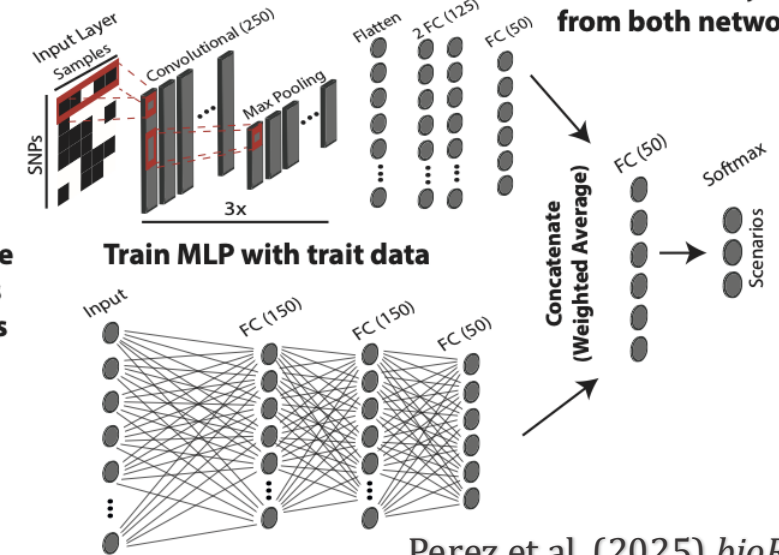 from both netwo
Input Layer
Samples
SNPs
Convolutional (250)
Max Pooling
3x
Flatten
2 FC (125)
FC (50)
Concatenate
(Weighted Average)
FC (50)
Softmax
Scenarios
e
s
Train MLP with trait data
Input
FC (150)
FC (150)
FC (50)
Perez et al. (2025)